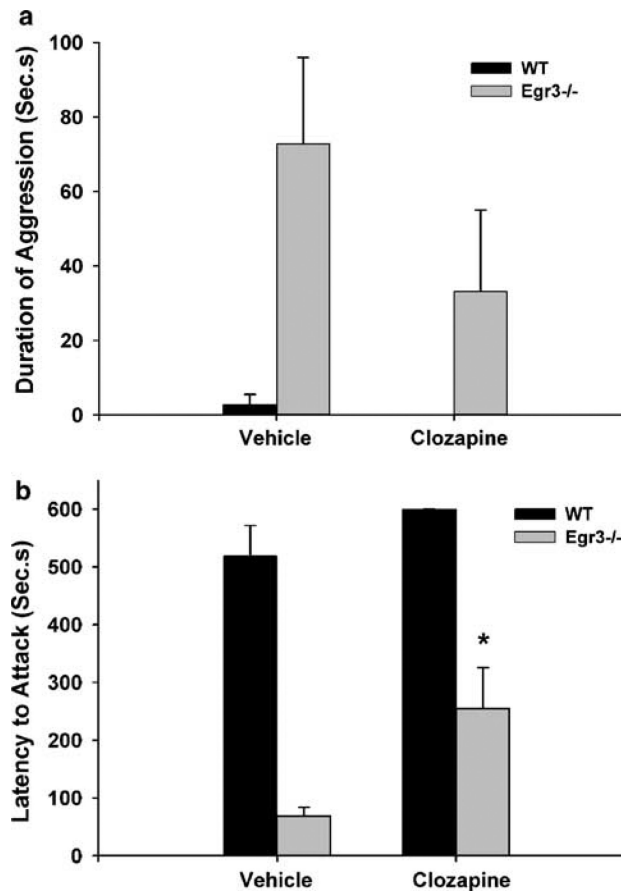 a
Duration of Aggression (Sec.s)
100
80
60
40
20
0
WT
Egr3-/-
Vehicle
Clozapine
b
Latency to Attack (Sec.s)
600
500
400
300
200
100
0
WT
Egr3-/-
*
Vehicle
Clozapine